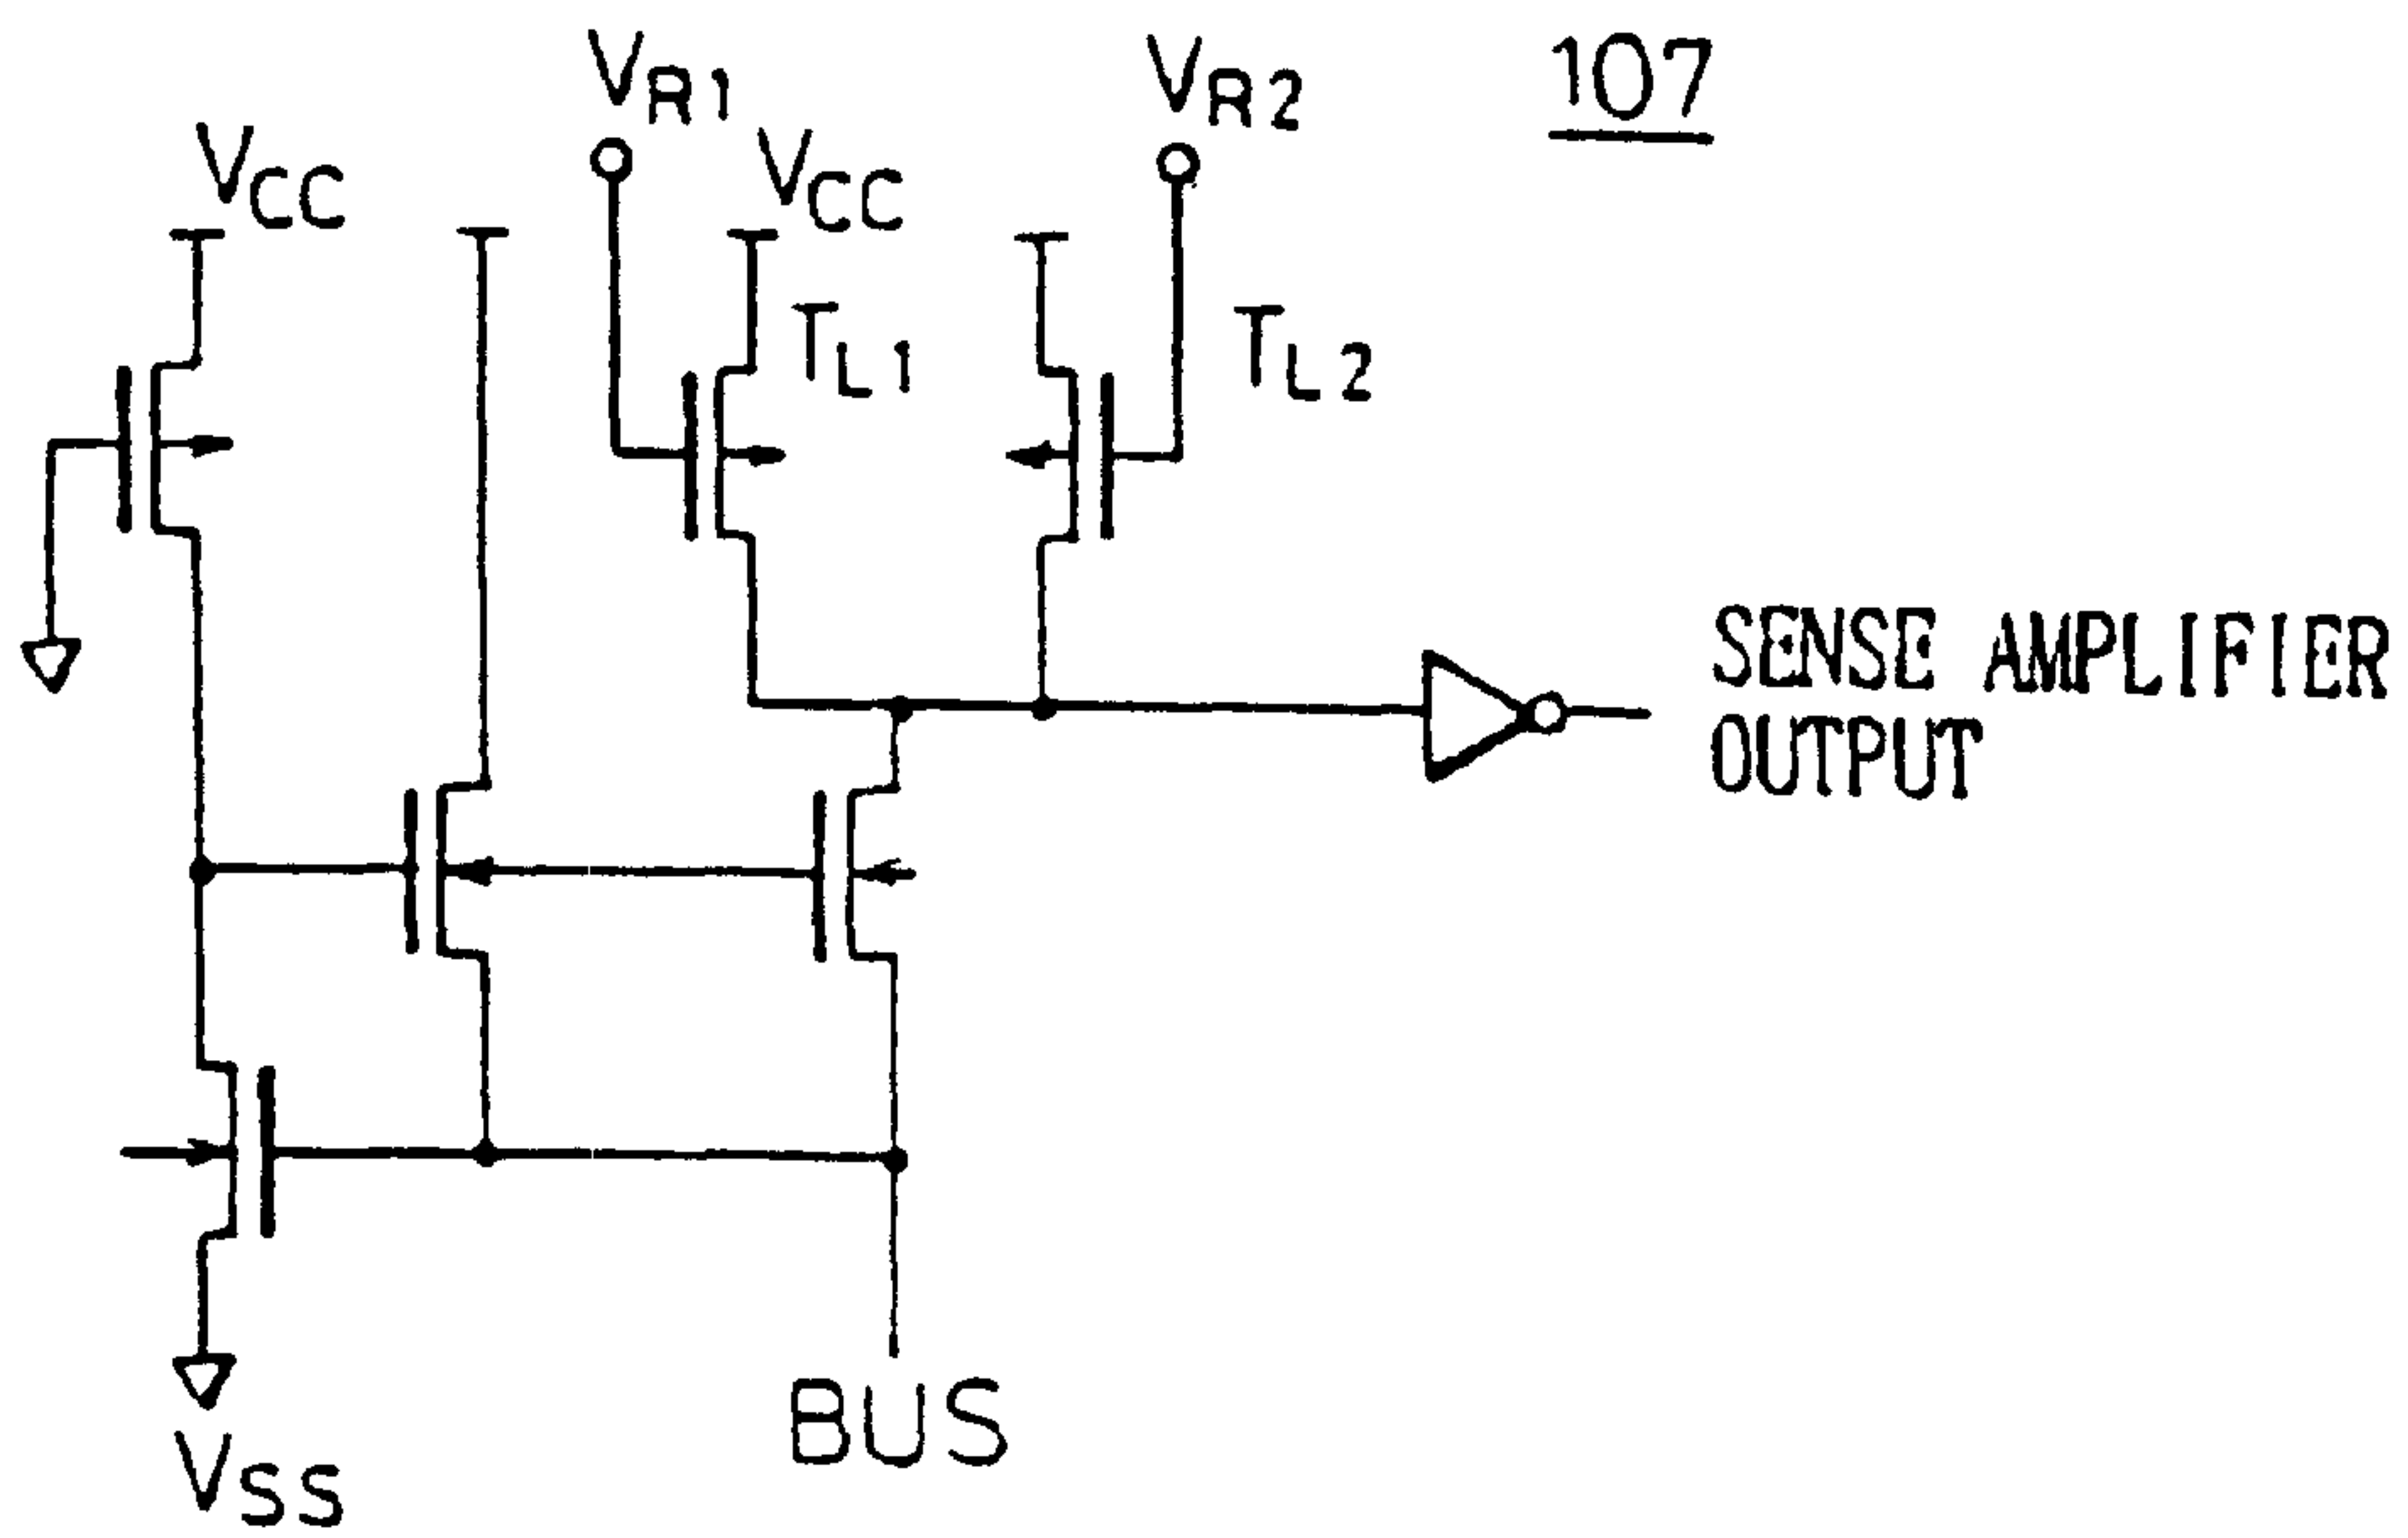 VR1
VR2
107
VCC
VCC
TL1
TL2
SENSE AMPLIFIER
OUTPUT
BUS
VSS